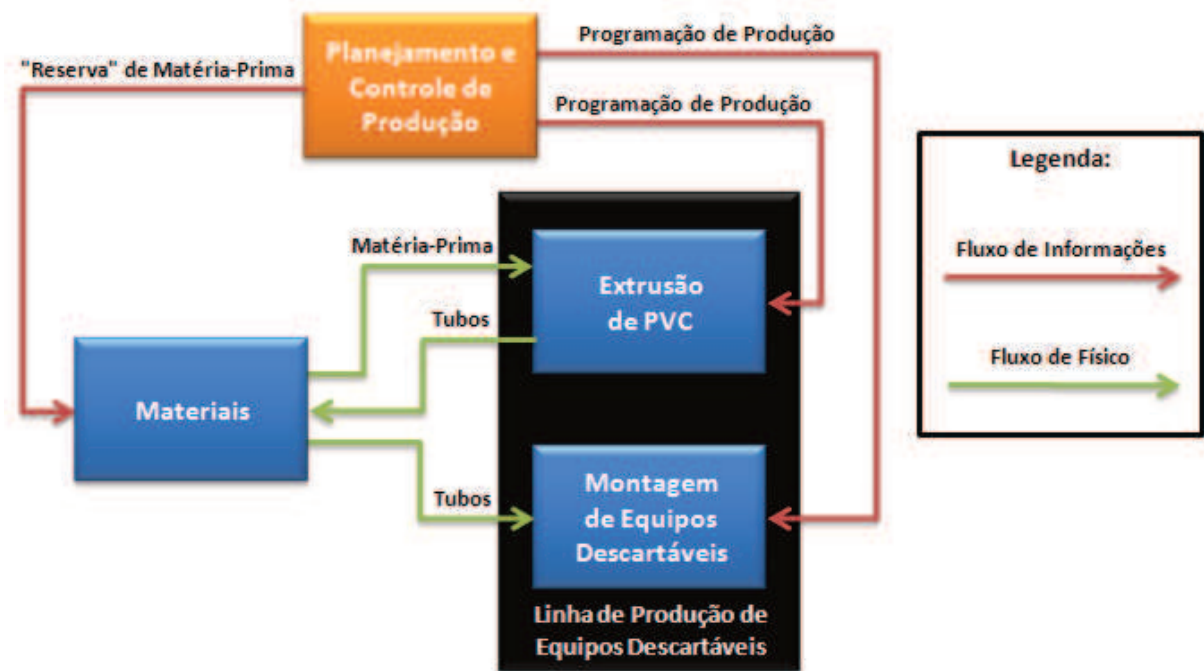 Planejamento e
Controle de
Produção
"Reserva" de Matéria-Prima
Programação de Produção
Programação de Produção
Legenda:
Fluxo de Informações
Fluxo de Físico
Matéria-Prima
Extrusão
de PVC
Tubos
Materiais
Tubos
Montagem
de Equipos
Descartáveis
Linha de Produção de
Equipos Descartáveis